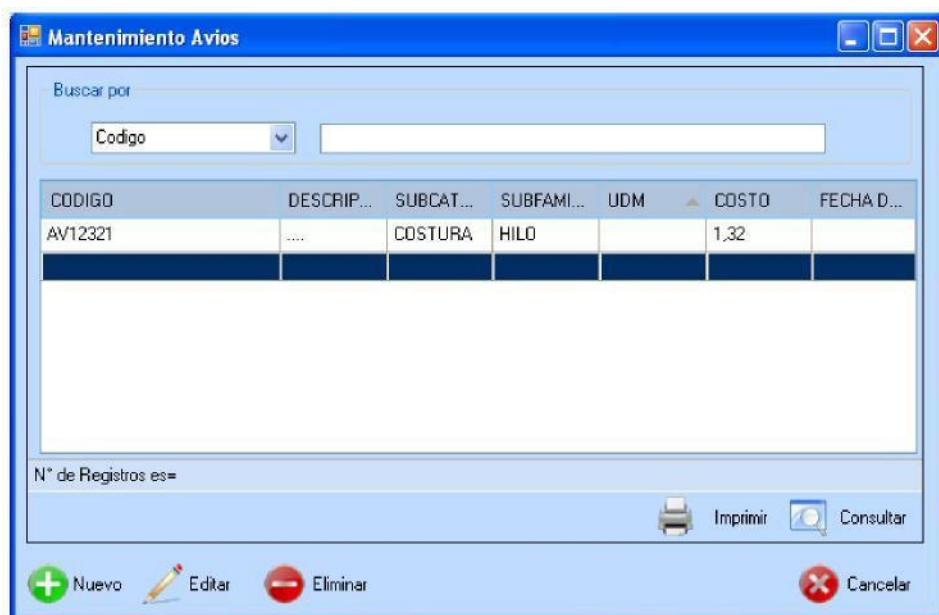 Mantenimiento Avios
Buscar por
Codigo
CODIGO DESCRIP... SUBCAT... SUBFAMI... UDM COSTO FECHA D...
AV12321 .... COSTURA HILO 1,32
N° de Registros es=
Imprimir Consultar
Nuevo Editar Eliminar Cancelar